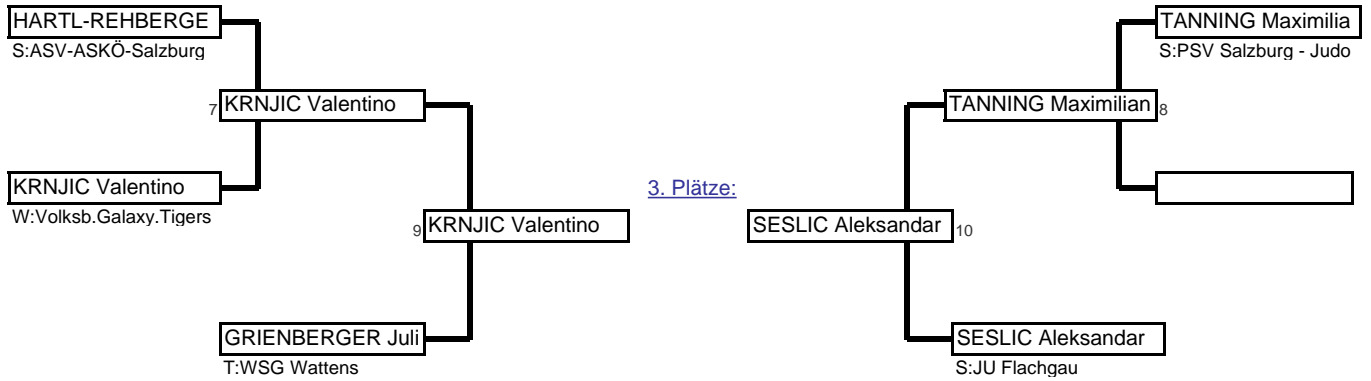 HARTL-REHBERGE
TANNING Maximilia
S:ASV-ASKÖ-Salzburg
S:PSV Salzburg - Judo
7 KRNJIC Valentino
TANNING Maximilian 8
KRNJIC Valentino
3. Plätze:
W:Volksb.Galaxy.Tigers
9 KRNJIC Valentino
SESLIC Aleksandar 10
GRIENBERGER Juli
SESLIC Aleksandar
T:WSG Wattens
S:JU Flachgau